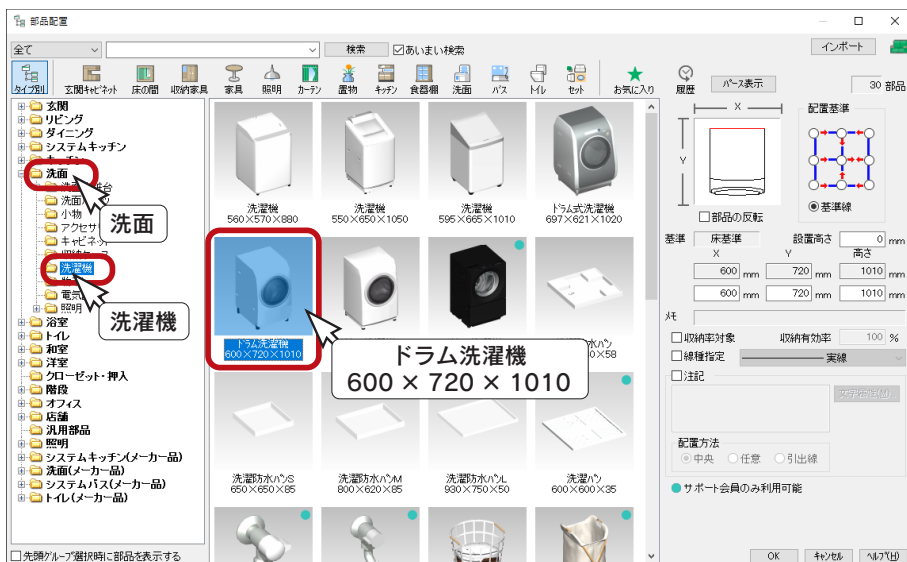 部品配置
全て
検索
あいまい検索
インポート
タイプ別
玄関キャビネット
床の間
収納家具
家具
照明
カーテン
置物
キッチン
食器棚
洗面
バス
トイレ
セット
お気に入り
履歴
パース表示
30 部品
玄関
リビング
ダイニング
システムキッチン
洗面
小物
キャビネット
洗濯機
照明
浴室
トイレ
和室
洋室
クローゼット・押入
階段
オフィス
店舗
汎用部品
照明
システムキッチン(メーカー品)
洗面(メーカー品)
システムバス(メーカー品)
トイレ(メーカー品)
先頭グループ選択時に部品を表示する
洗面
洗濯機
洗濯機
560×570×880
洗濯機
550×650×1050
洗濯機
595×665×1010
ドラム式洗濯機
697×621×1020
ドラム洗濯機
600×720×1010
ドラム洗濯機
600 × 720 × 1010
洗濯防水パンS
650×650×85
洗濯防水パンM
800×620×85
洗濯防水パンL
930×750×50
洗濯パン
600×600×35
X
Y
配置基準
基準線
部品の反転
基準
床基準
設置高さ
0 mm
X
Y
高さ
600 mm
720 mm
1010 mm
600 mm
720 mm
1010 mm
メモ
収納率対象
収納有効率
100 %
線種指定
実線
注記
配置方法
中央
任意
引出線
サポート会員のみ利用可能
OK
キャンセル
ヘルプ(H)